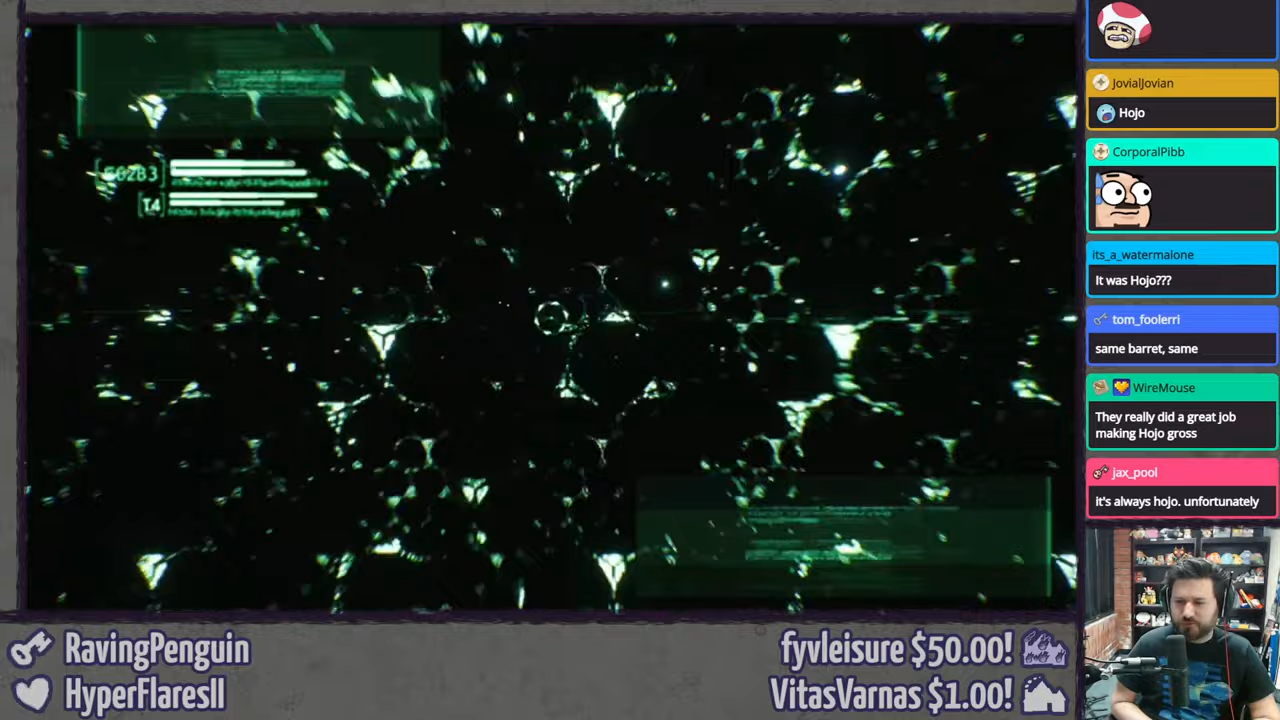 JovialJovian
Hojo
CorporalPibb
its_a_watermalone
It was Hojo???
tom_foolerri
same barret, same
WireMouse
They really did a great job
making Hojo gross
jax_pool
it's always hojo. unfortunately
[T4]
RavingPenguin
HyperFlaresII
fyvleisure $50.00!
VitasVarnas $1.00!